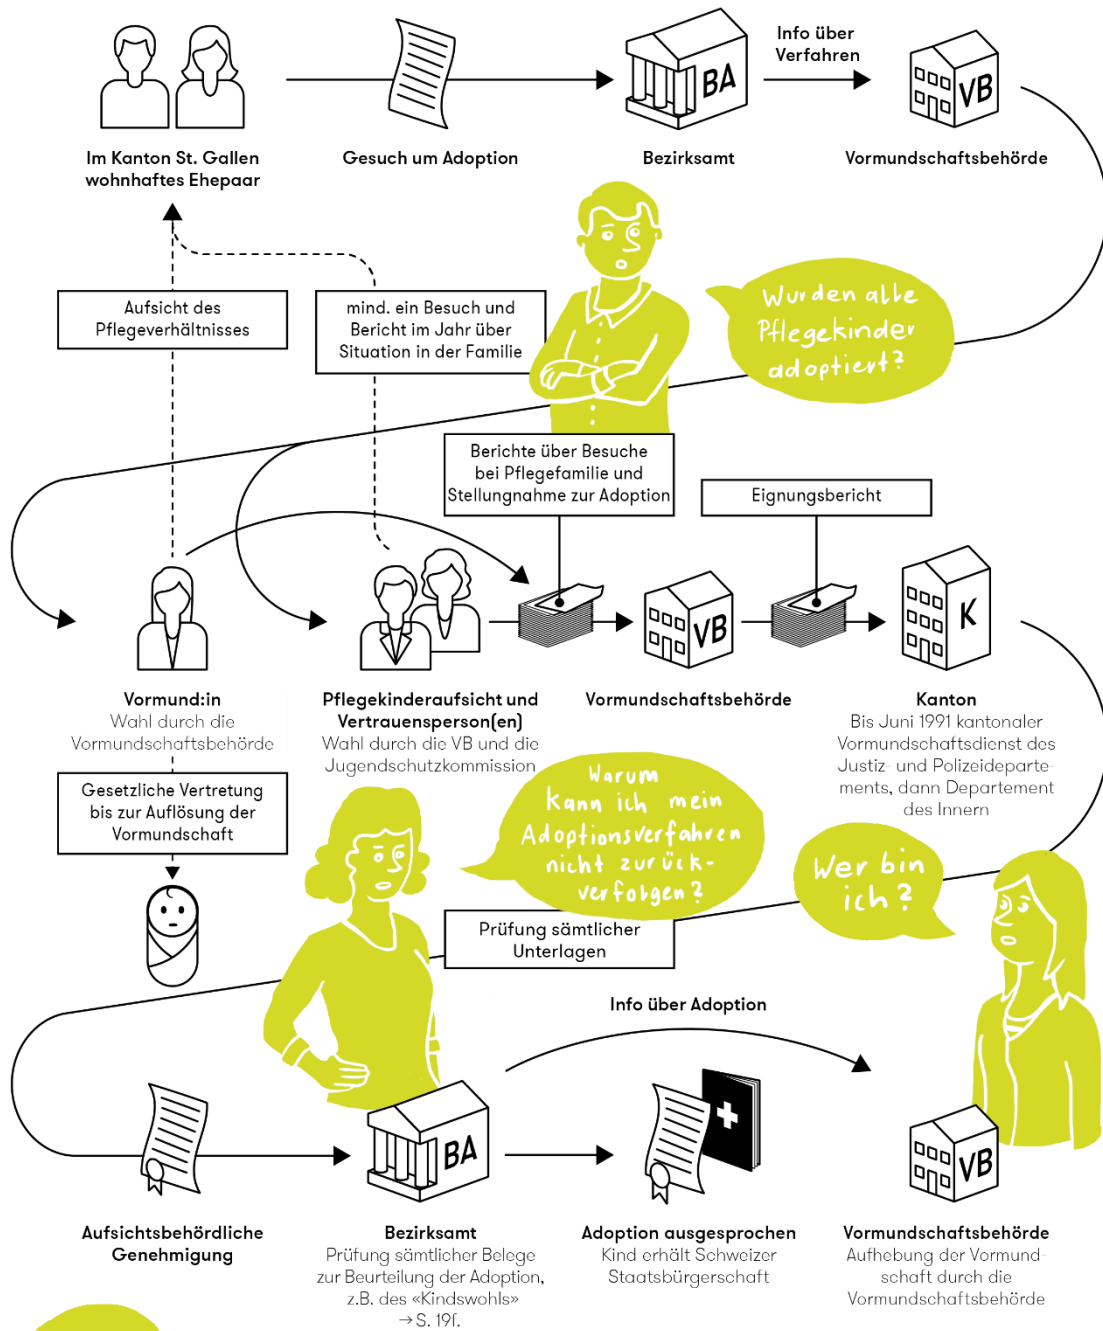 Info über
Verfahren
BA
VB
Im Kanton St. Gallen
wohnhaftes Ehepaar
Gesuch um Adoption
Bezirksamt
Vormundschaftsbehörde
Aufsicht des
Pflegeverhältnisses
mind. ein Besuch und
Bericht im Jahr über
Situation in der Familie
Wurden alle
Pflegekinder
adoptiert?
Berichte über Besuche
bei Pflegefamilie und
Stellungnahme zur Adoption
Eignungsbericht
VB
K
Vormund:in
Wahl durch die
Vormundschaftsbehörde
Pflegekinderaufsicht und
Vertrauensperson(en)
Wahl durch die VB und die
Jugendschutzkommission
Vormundschaftsbehörde
Kanton
Bis Juni 1991 kantonaler
Vormundschaftsdienst des
Justiz- und Polizeideparte-
ments, dann Departement
des Innern
Gesetzliche Vertretung
bis zur Auflösung der
Vormundschaft
Warum
kann ich mein
Adoptionsverfahren
nicht zurück-
verfolgen?
Wer bin
ich?
Prüfung sämtlicher
Unterlagen
Info über Adoption
BA
VB
Aufsichtsbehördliche
Genehmigung
Bezirksamt
Prüfung sämtlicher Belege
zur Beurteilung der Adoption,
z.B. des «Kindswohls»
→ S. 19f.
Adoption ausgesprochen
Kind erhält Schweizer
Staatsbürgerschaft
Vormundschaftsbehörde
Aufhebung der Vormund-
schaft durch die
Vormundschaftsbehörde